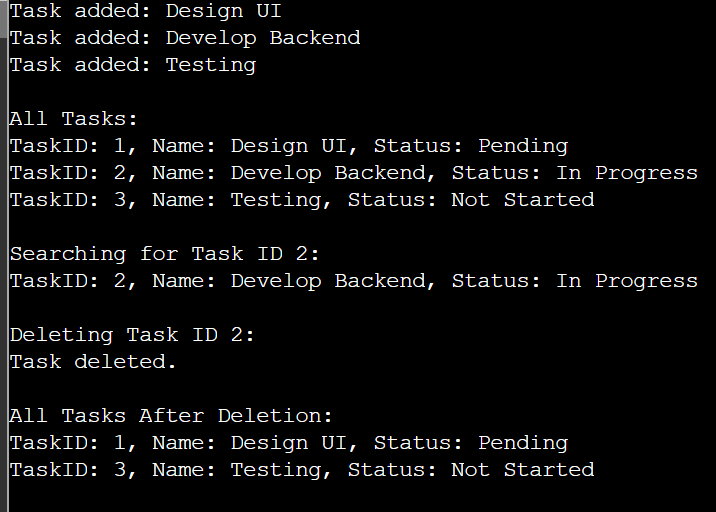 Task added: Design UI
Task added: Develop Backend
Task added: Testing
All Tasks:
TaskID: 1, Name: Design UI, Status: Pending
TaskID: 2, Name: Develop Backend, Status: In Progress
TaskID: 3, Name: Testing, Status: Not Started
Searching for Task ID 2:
TaskID: 2, Name: Develop Backend, Status: In Progress
Deleting Task ID 2:
Task deleted.
All Tasks After Deletion:
TaskID: 1, Name: Design UI, Status: Pending
TaskID: 3, Name: Testing, Status: Not Started